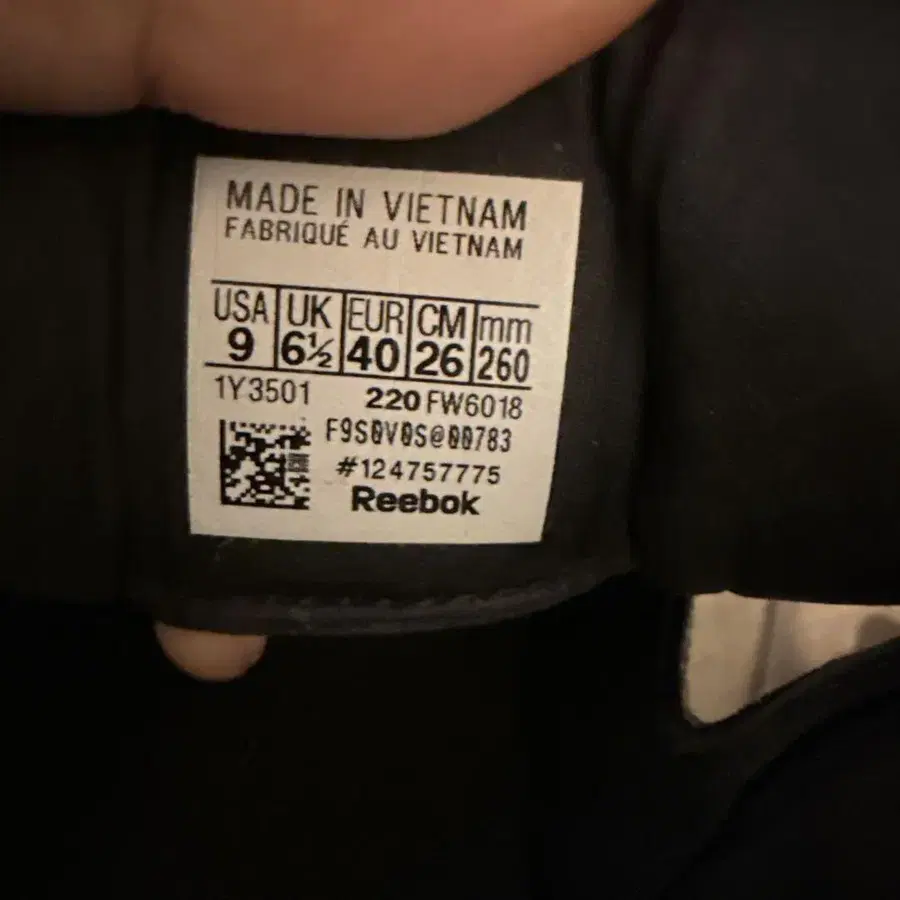 MADE IN VIETNAM
FABRIQUÉ AU VIETNAM
USA UK EUR CM mm
9 6½ 40 26 260
1Y3501 220 FW6018
F9S0V0S@00783
#124757775
Reebok